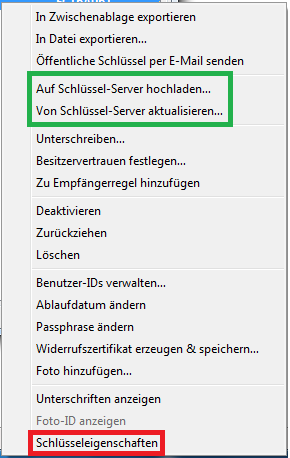 In Zwischenablage exportieren
In Datei exportieren...
Öffentliche Schlüssel per E-Mail senden
Auf Schlüssel-Server hochladen...
Von Schlüssel-Server aktualisieren...
Unterschreiben...
Besitzervertrauen festlegen...
Zu Empfängerregel hinzufügen
Deaktivieren
Zurückziehen
Löschen
Benutzer-IDs verwalten...
Ablaufdatum ändern
Passphrase ändern
Widerrufszertifikat erzeugen & speichern...
Foto hinzufügen...
Unterschriften anzeigen
Foto-ID anzeigen
Schlüsseleigenschaften